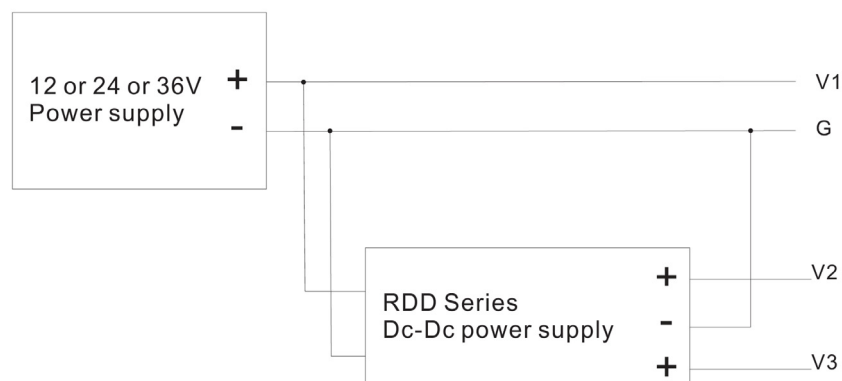 12 or 24 or 36V +
Power supply -
V1
G
RDD Series
Dc-Dc power supply
+
-
+
V2
V3